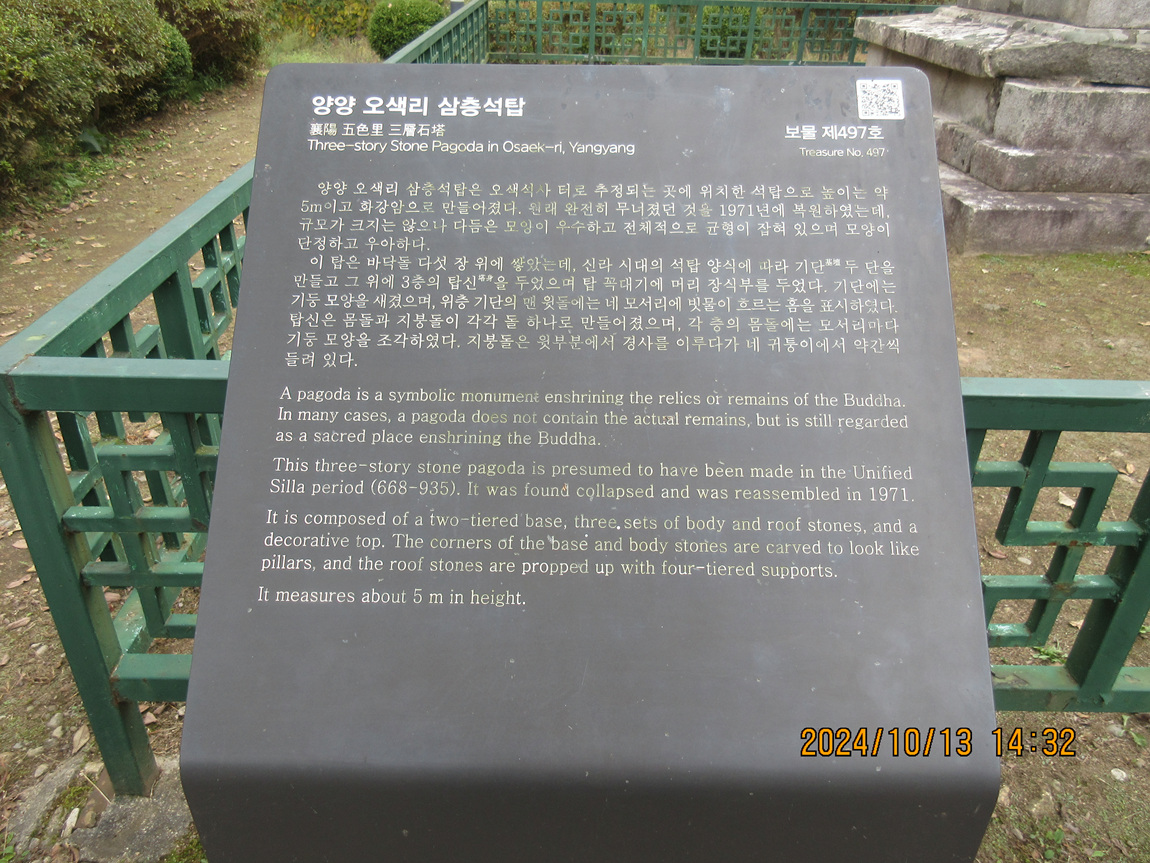 양양 오색리 삼층석탑
襄陽 五色里 三層石塔
Three-story Stone Pagoda in Osaek-ri, Yangyang
보물 제497호
Treasure No. 497
양양 오색리 삼층석탑은 오색석사 터로 추정되는 곳에 위치한 석탑으로 높이는 약
5m이고 화강암으로 만들어졌다. 원래 완전히 무너졌던 것을 1971년에 복원하였는데,
규모가 크지는 않으나 다듬은 모양이 우수하고 전체적으로 균형이 잡혀 있으며 모양이
단정하고 우아하다.
이 탑은 바닥돌 다섯 장 위에 쌓았는데, 신라 시대의 석탑 양식에 따라 기단基壇 두 단을
만들고 그 위에 3층의 탑신塔身을 두었으며 탑 꼭대기에 머리 장식부를 두었다. 기단에는
기둥 모양을 새겼으며, 위층 기단의 맨 윗돌에는 네 모서리에 빗물이 흐르는 홈을 표시하였다.
탑신은 몸돌과 지붕돌이 각각 돌 하나로 만들어졌으며, 각 층의 몸돌에는 모서리마다
기둥 모양을 조각하였다. 지붕돌은 윗부분에서 경사를 이루다가 네 귀퉁이에서 약간씩
들려 있다.
A pagoda is a symbolic monument enshrining the relics or remains of the Buddha.
In many cases, a pagoda does not contain the actual remains, but is still regarded
as a sacred place enshrining the Buddha.
This three-story stone pagoda is presumed to have been made in the Unified
Silla period (668-935). It was found collapsed and was reassembled in 1971.
It is composed of a two-tiered base, three sets of body and roof stones, and a
decorative top. The corners of the base and body stones are carved to look like
pillars, and the roof stones are propped up with four-tiered supports.
It measures about 5 m in height.
2024/10/13 14:32